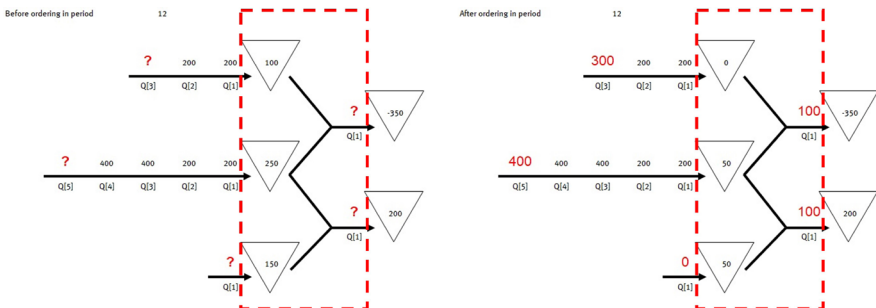 Before ordering in period 12
? 200 200 100
Q[3] Q[2] Q[1]
? -350
Q[1]
? 400 400 200 200 250
Q[5] Q[4] Q[3] Q[2] Q[1]
? 200
Q[1]
? 150
Q[1]
After ordering in period 12
300 200 200 0
Q[3] Q[2] Q[1]
100 -350
Q[1]
400 400 400 200 200 50
Q[5] Q[4] Q[3] Q[2] Q[1]
100 200
Q[1]
0 50
Q[1]